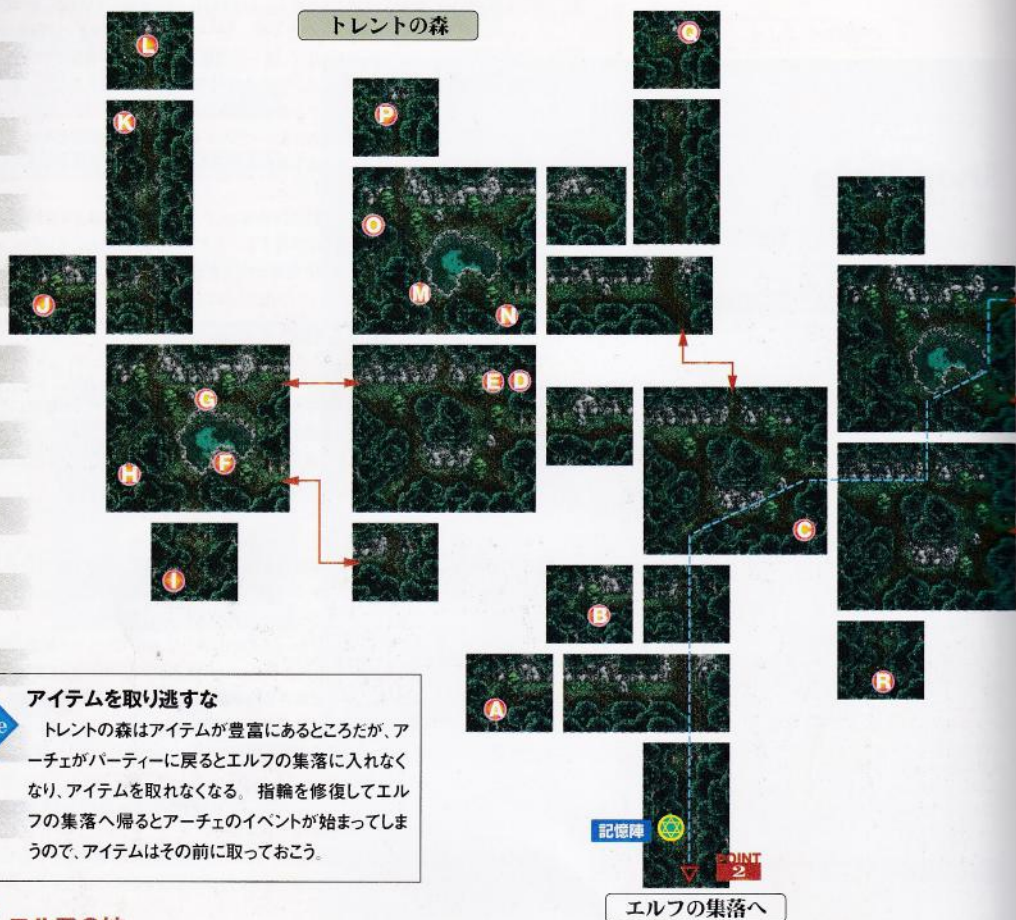 トレントの森
L
Q
K
P
O
J
M
N
G
E D
H
F
C
I
B
A
R
アイテムを取り逃すな
トレントの森はアイテムが豊富にあるところだが、ア
ーチェがパーティーに戻るとエルフの集落に入れなく
なり、アイテムを取れなくなる。 指輪を修復してエル
フの集落へ帰るとアーチェのイベントが始まってしま
うので、アイテムはその前に取っておこう。
記憶陣
POINT
2
エルフの集落へ